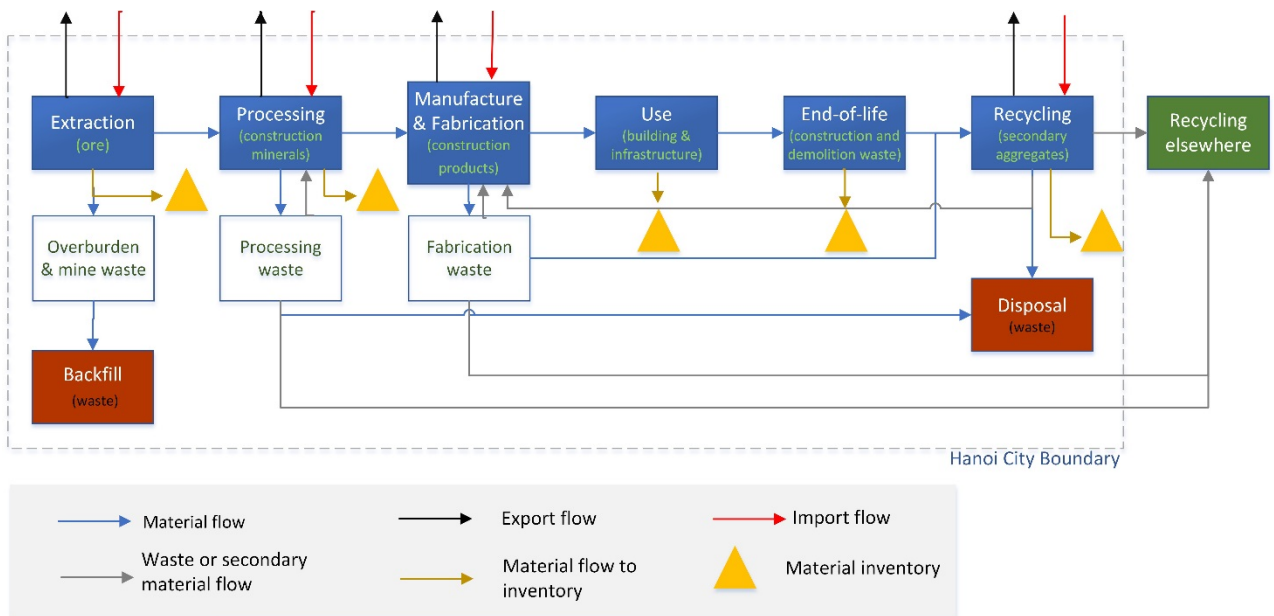 Extraction
(ore)
Processing
(construction
minerals)
Manufacture
& Fabrication
(construction
products)
Use
(building &
infrastructure)
End-of-life
(construction and
demolition waste)
Recycling
(secondary
aggregates)
Recycling
elsewhere
Overburden
& mine waste
Processing
waste
Fabrication
waste
Disposal
(waste)
Backfill
(waste)
Hanoi City Boundary
Material flow
Export flow
Import flow
Waste or secondary
material flow
Material flow to
inventory
Material inventory